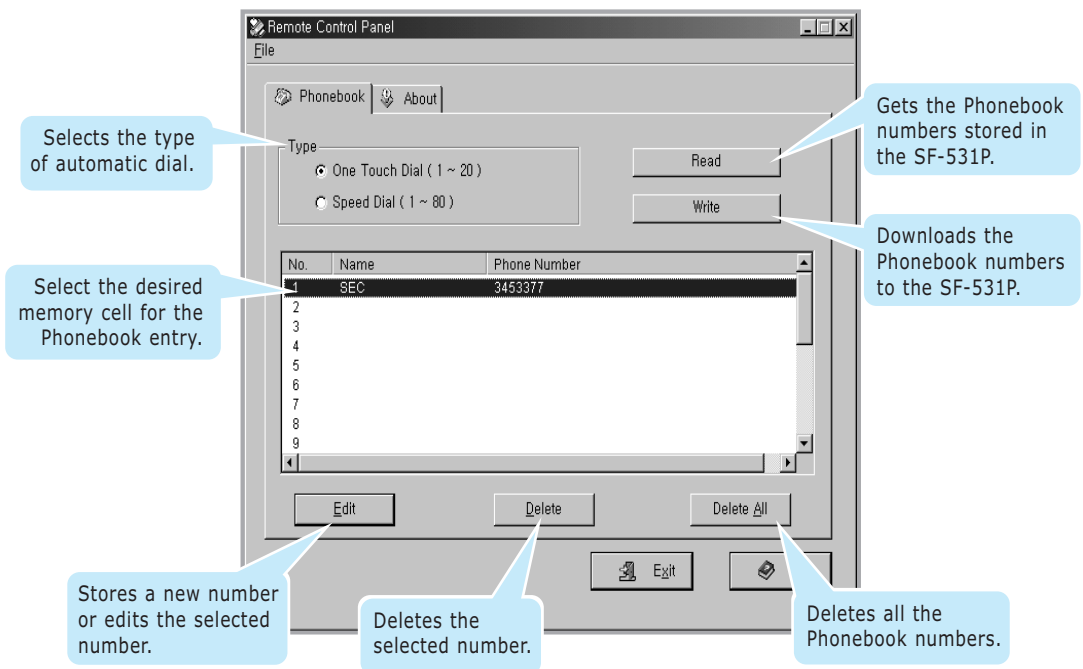 Remote Control Panel
File
Phonebook
About
Selects the type
of automatic dial.
Type
One Touch Dial ( 1 ~ 20 )
Speed Dial ( 1 ~ 80 )
Read
Write
Gets the Phonebook
numbers stored in
the SF-531P.
Downloads the
Phonebook numbers
to the SF-531P.
Select the desired
memory cell for the
Phonebook entry.
No. Name Phone Number
1 SEC 3453377
2
3
4
5
6
7
8
9
Edit
Delete
Delete All
Exit
Stores a new number
or edits the selected
number.
Deletes the
selected number.
Deletes all the
Phonebook numbers.